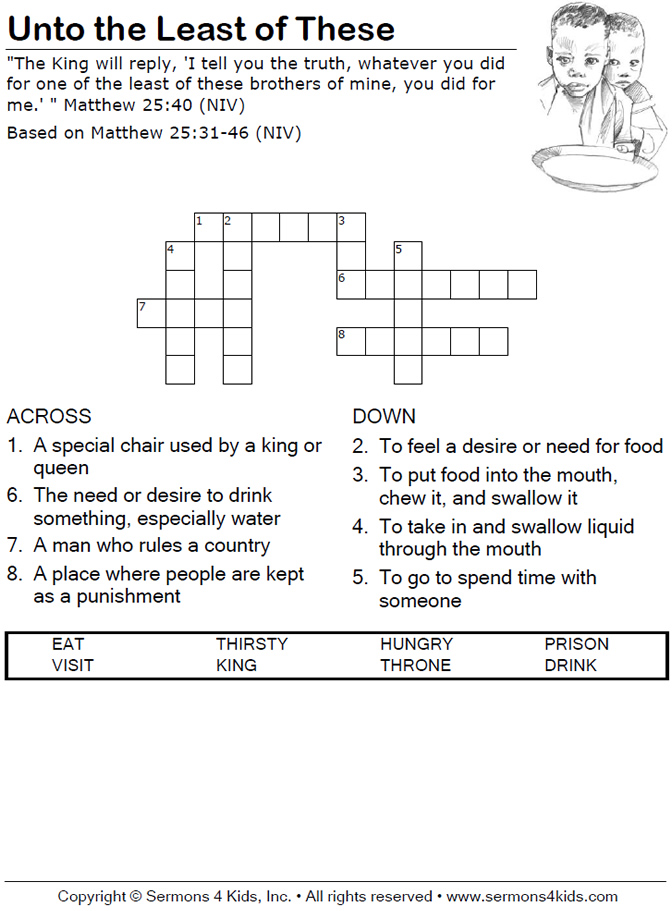 Unto the Least of These
"The King will reply, 'I tell you the truth, whatever you did
for one of the least of these brothers of mine, you did for
me.' " Matthew 25:40 (NIV)
Based on Matthew 25:31-46 (NIV)
1 2 3
4 5
6
7
8
ACROSS
1. A special chair used by a king or
queen
6. The need or desire to drink
something, especially water
7. A man who rules a country
8. A place where people are kept
as a punishment
DOWN
2. To feel a desire or need for food
3. To put food into the mouth,
chew it, and swallow it
4. To take in and swallow liquid
through the mouth
5. To go to spend time with
someone
EAT THIRSTY HUNGRY PRISON
VISIT KING THRONE DRINK
Copyright © Sermons 4 Kids, Inc. • All rights reserved • www.sermons4kids.com